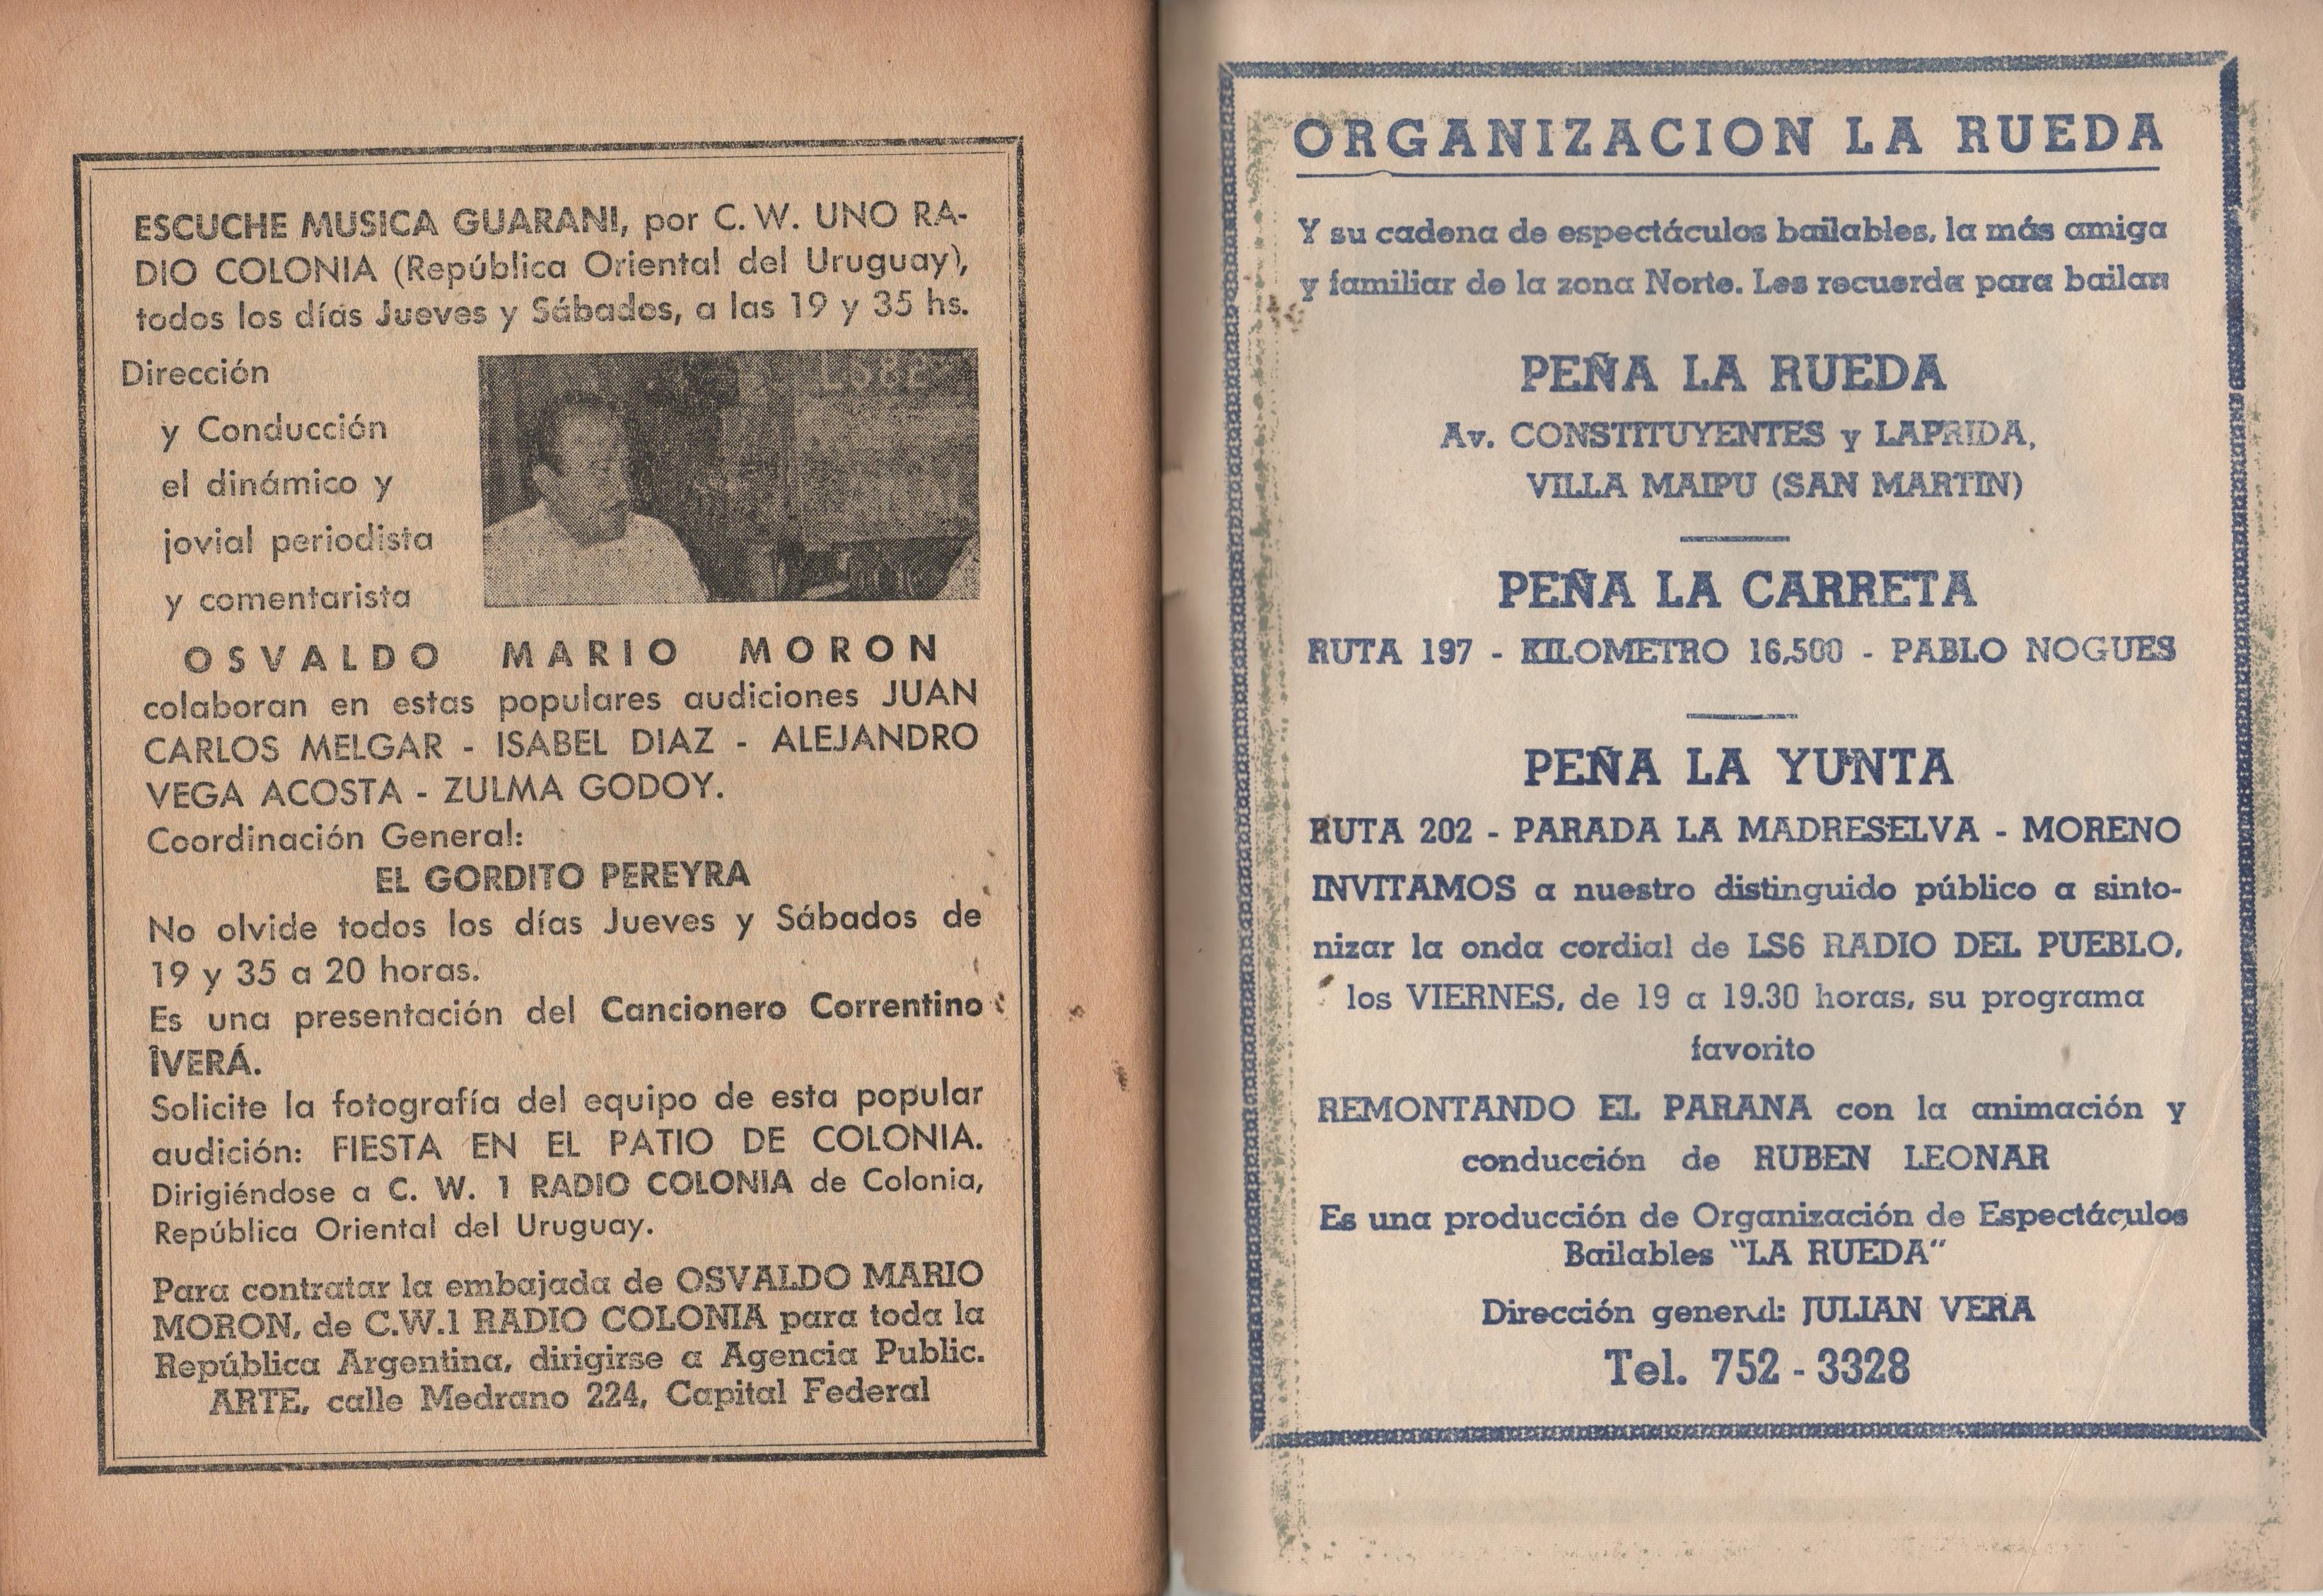 ESCUCHE MUSICA GUARANI, por C. W. UNO RA-
DIO COLONIA (República Oriental del Uruguay),
todos los días Jueves y Sábados, a las 19 y 35 hs.
Dirección
y Conducción
el dinámico y
jovial periodista
y comentarista
LS82
OSVALDO MARIO MORON
colaboran en estas populares audiciones JUAN
CARLOS MELGAR - ISABEL DIAZ - ALEJANDRO
VEGA ACOSTA - ZULMA GODOY.
Coordinación General:
EL GORDITO PEREYRA
No olvide todos los días Jueves y Sábados de
19 y 35 a 20 horas.
Es una presentación del Cancionero Correntino
ÎVERÁ.
Solicite la fotografía del equipo de esta popular
audición: FIESTA EN EL PATIO DE COLONIA.
Dirigiéndose a C. W. 1 RADIO COLONIA de Colonia,
República Oriental del Uruguay.
Para contratar la embajada de OSVALDO MARIO
MORON, de C.W.1 RADIO COLONIA para toda la
República Argentina, dirigirse a Agencia Public.
ARTE, calle Medrano 224, Capital Federal
ORGANIZACION LA RUEDA
Y su cadena de espectáculos bailables, la más amiga
y familiar de la zona Norte. Les recuerda para bailar
PEÑA LA RUEDA
Av. CONSTITUYENTES y LAPRIDA,
VILLA MAIPU (SAN MARTIN)
PEÑA LA CARRETA
RUTA 197 - KILOMETRO 16,500 - PABLO NOGUES
PEÑA LA YUNTA
RUTA 202 - PARADA LA MADRESELVA - MORENO
INVITAMOS a nuestro distinguido público a sinto-
nizar la onda cordial de LS6 RADIO DEL PUEBLO,
los VIERNES, de 19 a 19.30 horas, su programa
favorito
REMONTANDO EL PARANA con la animación y
conducción de RUBEN LEONAR
Es una producción de Organización de Espectáculos
Bailables "LA RUEDA"
Dirección general: JULIAN VERA
Tel. 752 - 3328